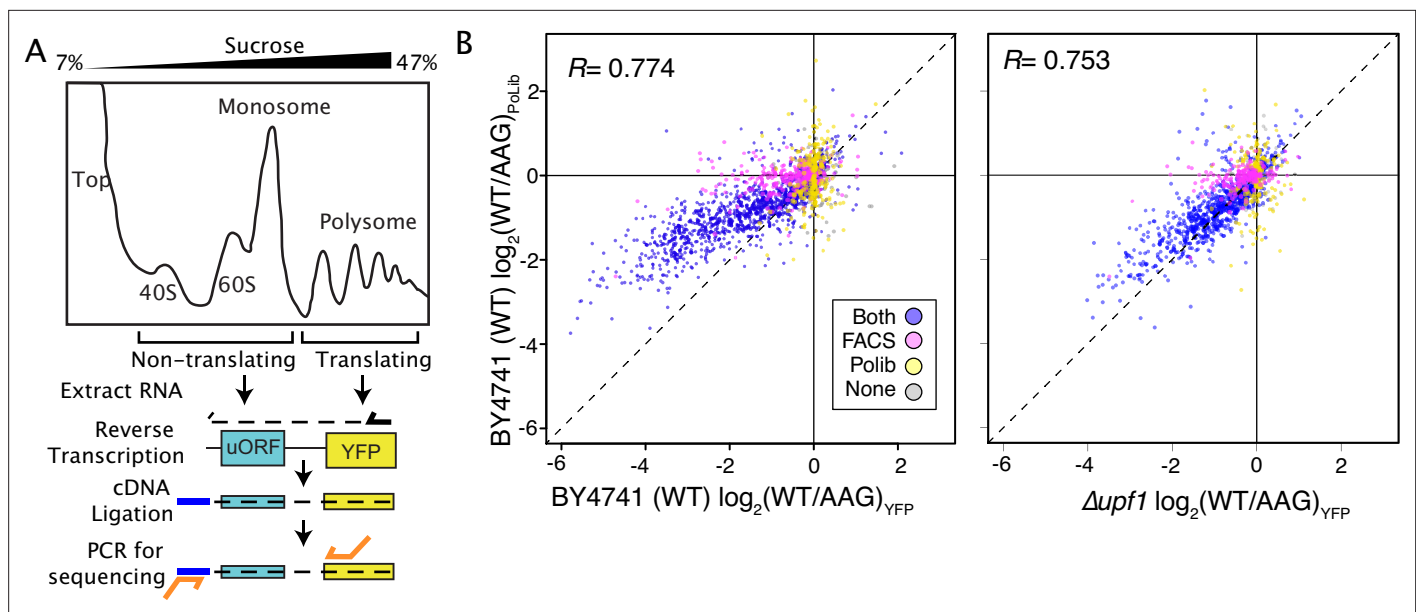 A
Sucrose
7%
47%
Monosome
Top
Polysome
40S
60S
Non-translating
Translating
Extract RNA
Reverse
Transcription
uORF
YFP
cDNA
Ligation
PCR for
sequencing
B
R= 0.774
BY4741 (WT) log2(WT/AAG)PoLib
2
0
-2
-4
-6
Both
FACS
Polib
None
-6
-4
-2
0
2
BY4741 (WT) log2(WT/AAG)YFP
R= 0.753
-6
-4
-2
0
2
Δupf1 log2(WT/AAG)YFP